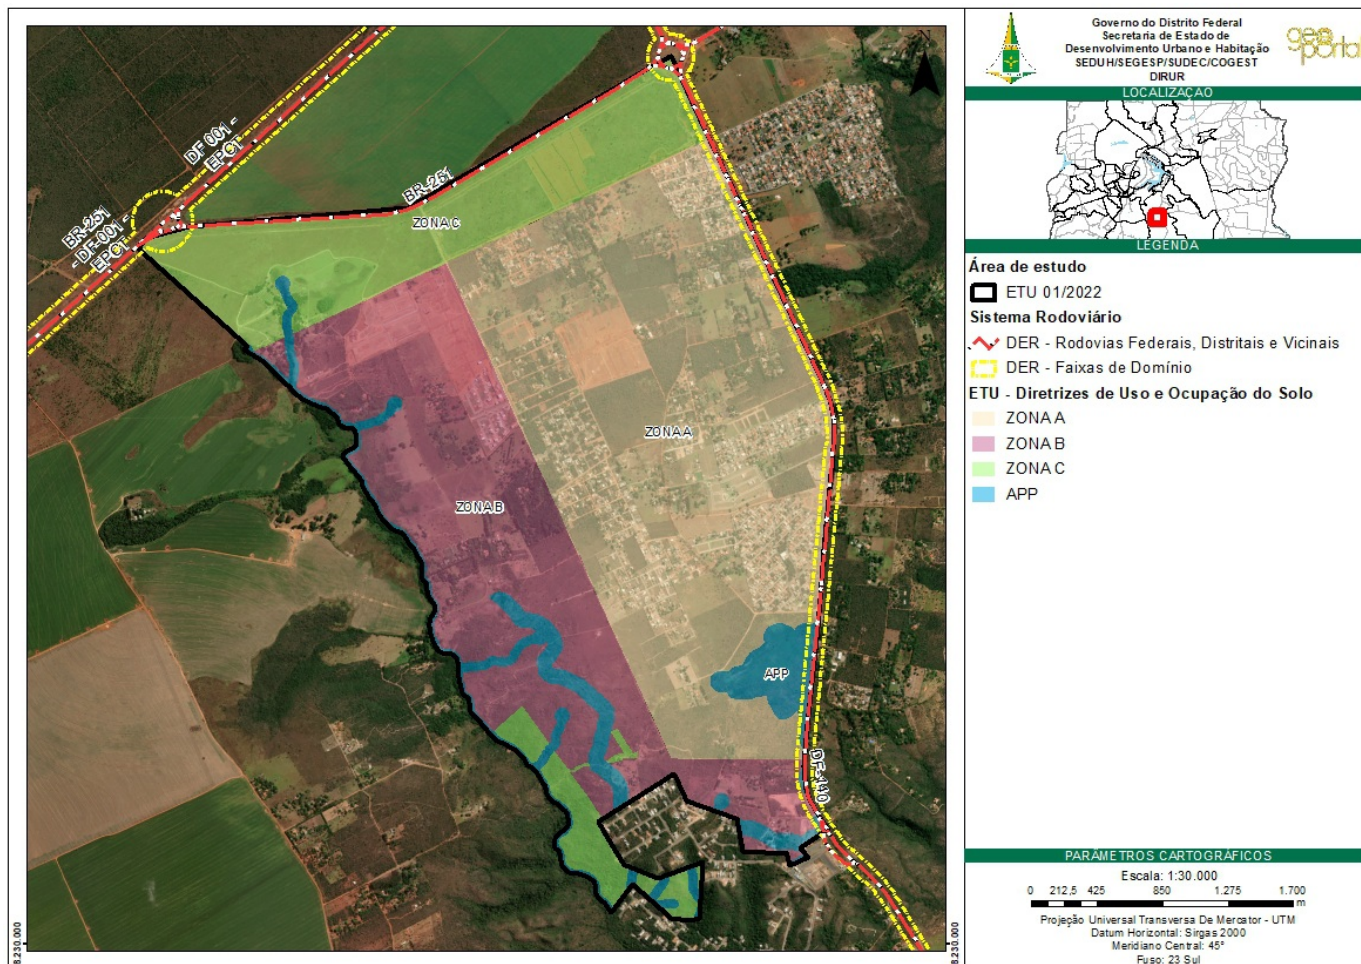 DF 001 -
EPCT
BR-251
- DF-001 -
EPCT
BR-251
ZONA C
ZONA A
ZONA B
APP
DF-140
8.230.000
8.230.000
N
Governo do Distrito Federal
Secretaria de Estado de
Desenvolvimento Urbano e Habitação
SEDUH/SEGESP/SUDEC/COGEST
DIRUR
geo
portal
LOCALIZAÇÃO
LEGENDA
Área de estudo
ETU 01/2022
Sistema Rodoviário
DER - Rodovias Federais, Distritais e Vicinais
DER - Faixas de Domínio
ETU - Diretrizes de Uso e Ocupação do Solo
ZONA A
ZONA B
ZONA C
APP
PARÂMETROS CARTOGRÁFICOS
Escala: 1:30.000
0 212,5 425 850 1.275 1.700
m
Projeção Universal Transversa De Mercator - UTM
Datum Horizontal: Sirgas 2000
Meridiano Central: 45°
Fuso: 23 Sul